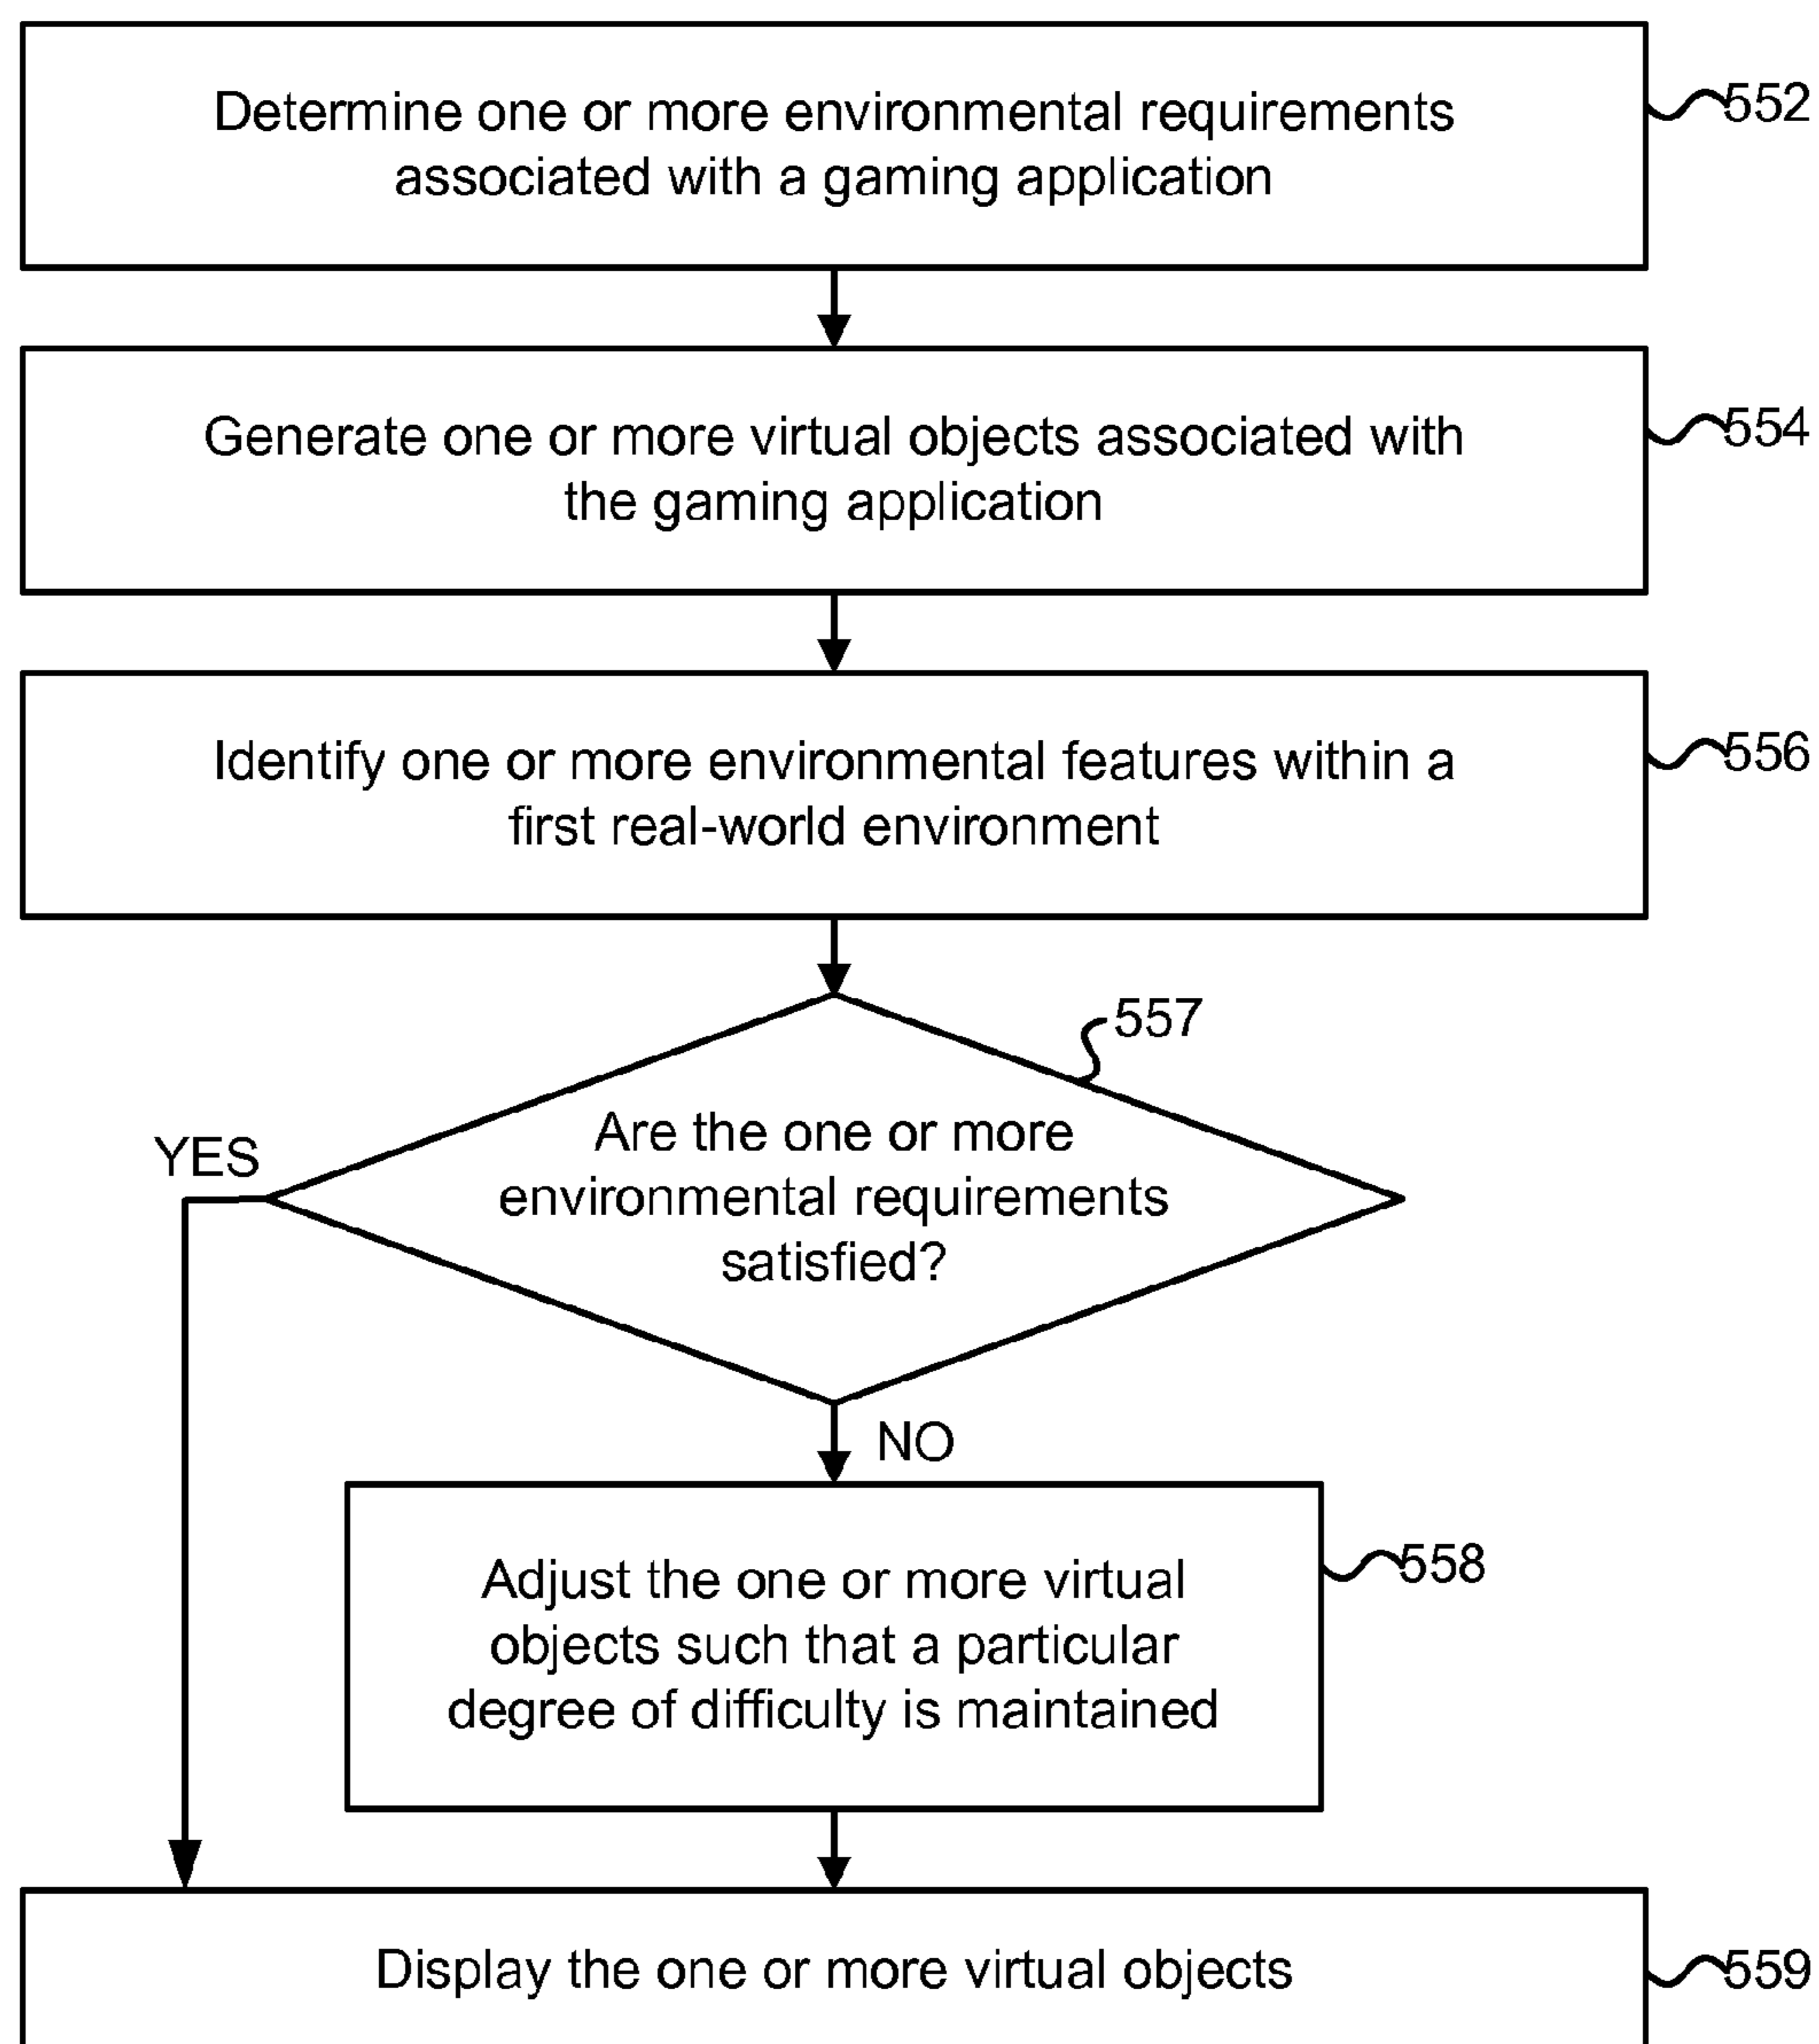 Determine one or more environmental requirements
associated with a gaming application
552
Generate one or more virtual objects associated with
the gaming application
554
Identify one or more environmental features within a
first real-world environment
556
557
Are the one or more
environmental requirements
satisfied?
YES
NO
Adjust the one or more virtual
objects such that a particular
degree of difficulty is maintained
558
Display the one or more virtual objects
559